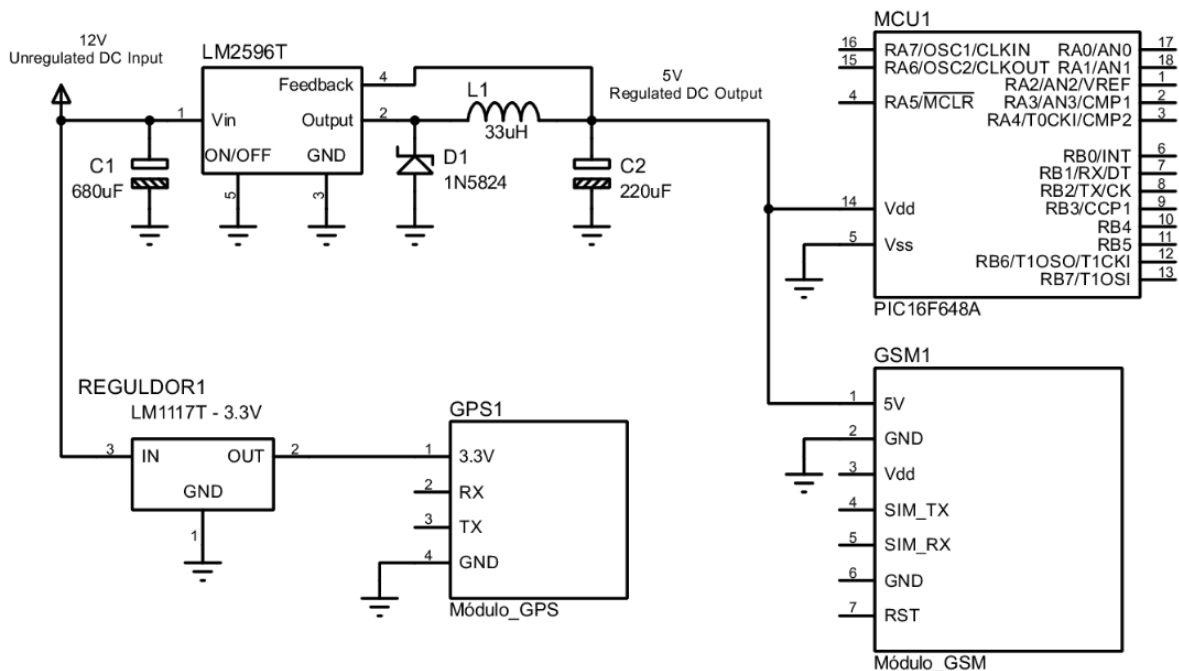 12V
Unregulated DC Input
LM2596T
Feedback
4
1
Vin
Output
2
ON/OFF
GND
5
3
C1
680uF
D1
1N5824
L1
33uH
5V
Regulated DC Output
C2
220uF
MCU1
16
RA7/OSC1/CLKIN
RA0/AN0
17
15
RA6/OSC2/CLKOUT
RA1/AN1
18
RA2/AN2/VREF
1
4
RA5/MCLR
RA3/AN3/CMP1
2
RA4/T0CKI/CMP2
3
RB0/INT
6
RB1/RX/DT
7
RB2/TX/CK
8
14
Vdd
RB3/CCP1
9
RB4
10
5
Vss
RB5
11
RB6/T1OSO/T1CKI
12
RB7/T1OSI
13
PIC16F648A
REGULDOR1
LM1117T - 3.3V
3
IN
OUT
2
GND
1
GPS1
1
3.3V
2
RX
3
TX
4
GND
Módulo_GPS
GSM1
1
5V
2
GND
3
Vdd
4
SIM_TX
5
SIM_RX
6
GND
7
RST
Módulo_GSM